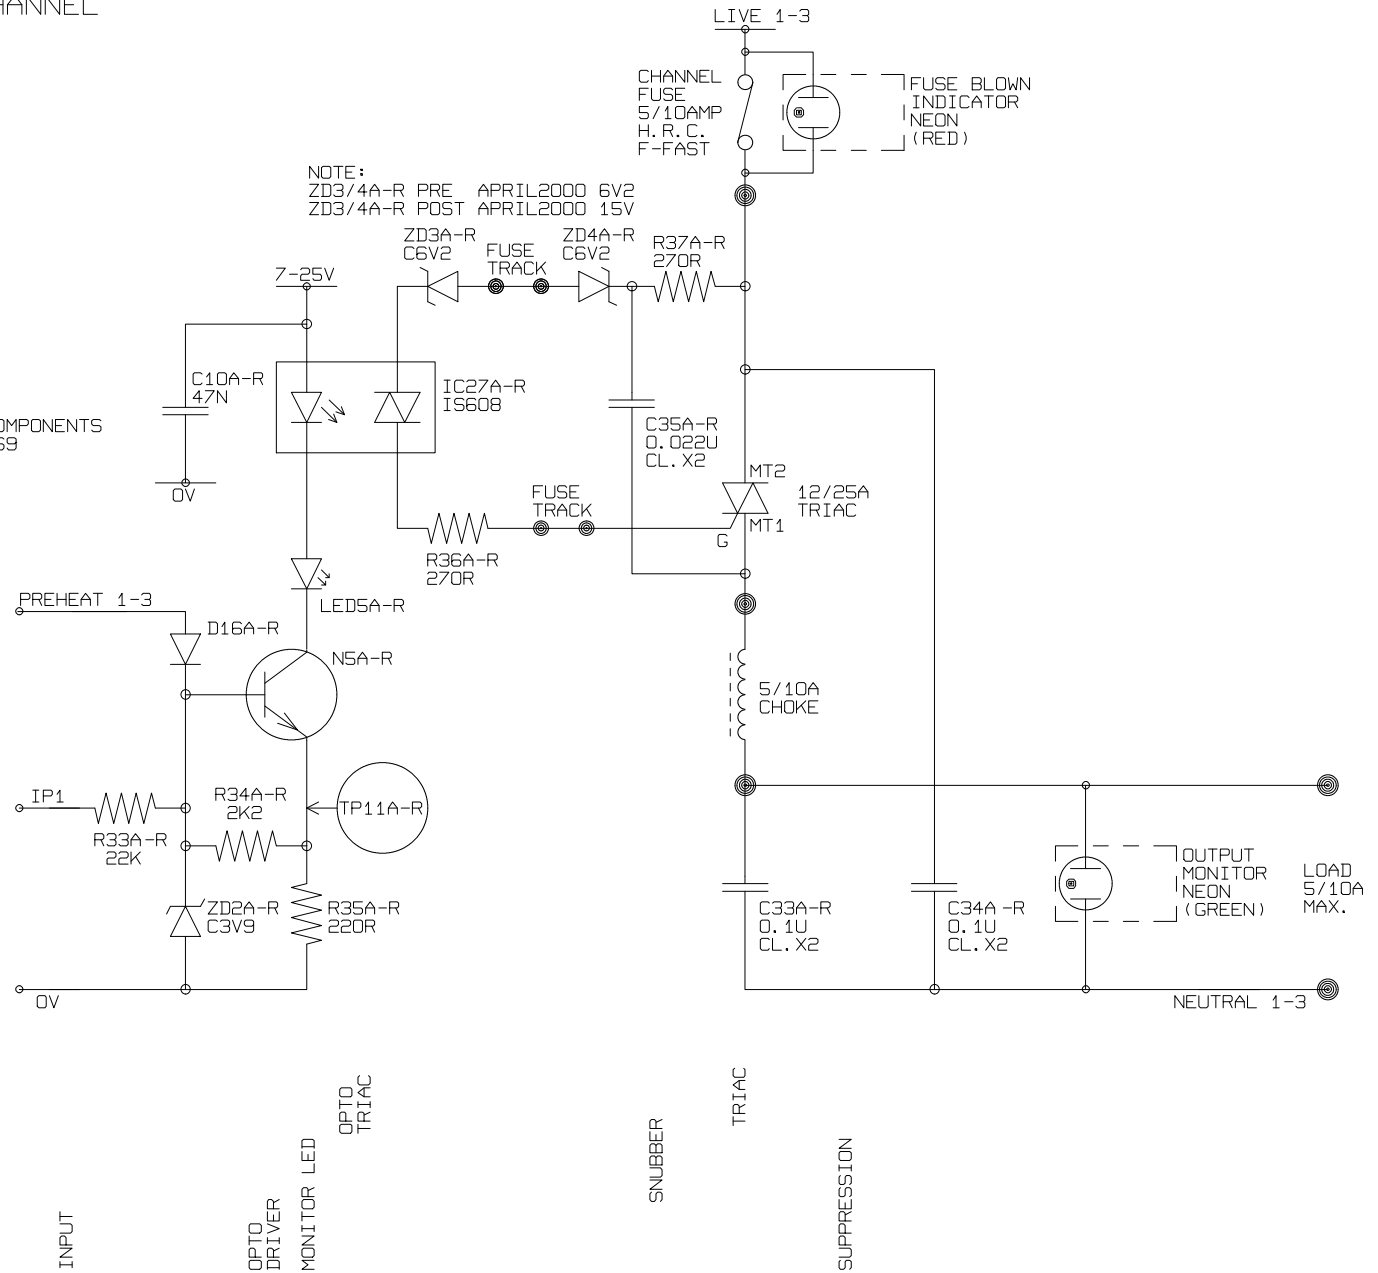 LIVE 1-3
CHANNEL
FUSE
5/10AMP
H.R.C.
F-FAST
FUSE BLOWN
INDICATOR
NEON
(RED)
NOTE:
ZD3/4A-R PRE APRIL2000 6V2
ZD3/4A-R POST APRIL2000 15V
ZD3A-R
C6V2
FUSE
TRACK
ZD4A-R
C6V2
R37A-R
270R
7-25V
C10A-R
47N
0V
IC27A-R
IS608
C35A-R
0.022U
CL.X2
MT2
12/25A
TRIAC
MT1
G
FUSE
TRACK
R36A-R
270R
LED5A-R
PREHEAT 1-3
D16A-R
N5A-R
5/10A
CHOKE
IP1
R33A-R
22K
R34A-R
2K2
TP11A-R
ZD2A-R
C3V9
R35A-R
220R
C33A-R
0.1U
CL.X2
C34A-R
0.1U
CL.X2
OUTPUT
MONITOR
NEON
(GREEN)
LOAD
5/10A
MAX.
0V
NEUTRAL 1-3
INPUT
OPTO
DRIVER
MONITOR LED
OPTO
TRIAC
SNUBBER
TRIAC
SUPPRESSION